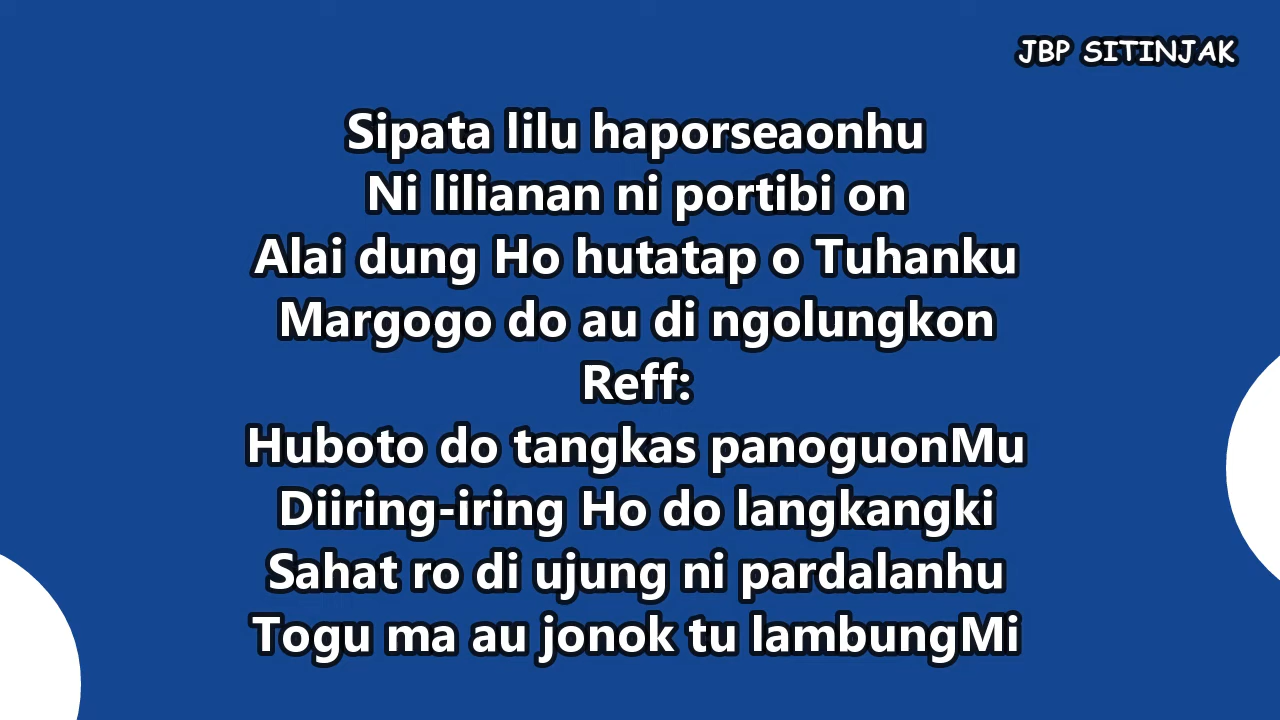 JBP SITINJAK
Sipata lilu haporseaonhu
Ni lilianan ni portibi on
Alai dung Ho hutatap o Tuhanku
Margogo do au di ngolungkon
Reff:
Huboto do tangkas panoguonMu
Diiring-iring Ho do langkangki
Sahat ro di ujung ni pardalanhu
Togu ma au jonok tu lambungMi